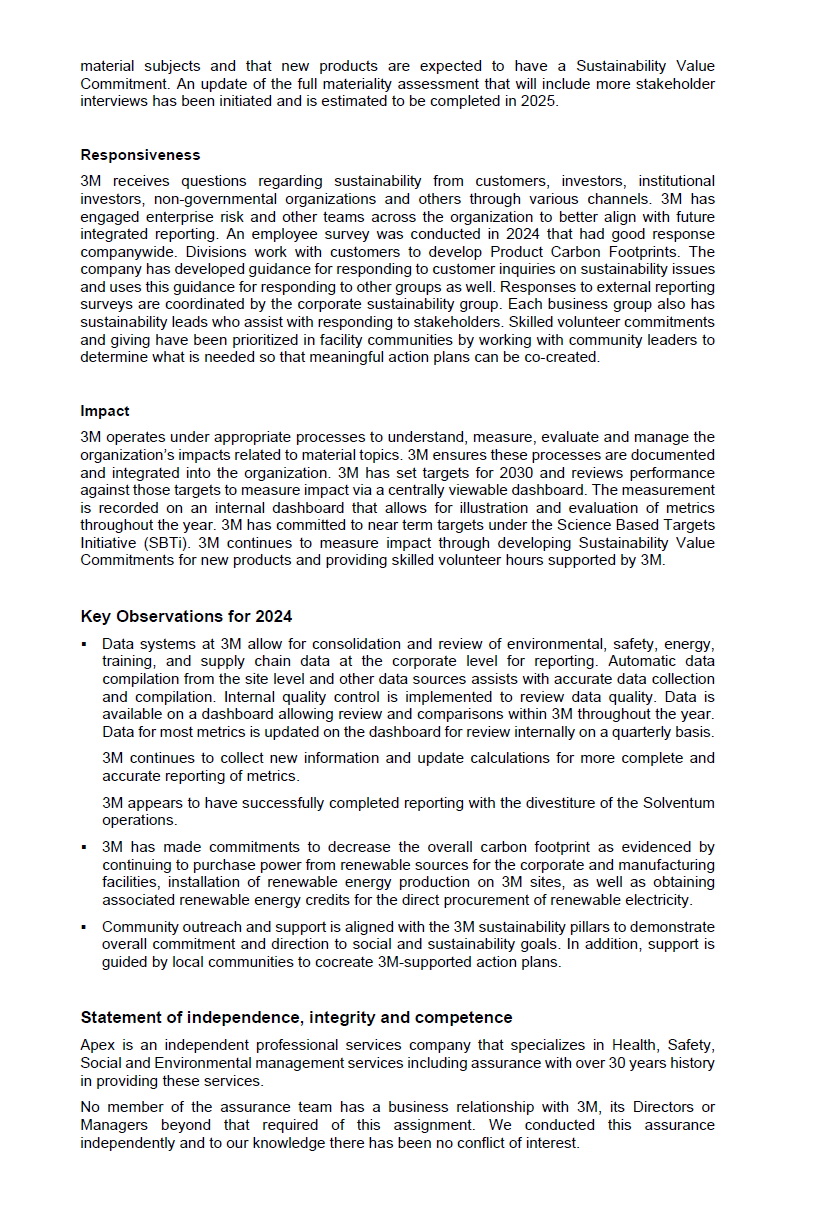 material subjects and that new products are expected to have a Sustainability Value
Commitment. An update of the full materiality assessment that will include more stakeholder
interviews has been initiated and is estimated to be completed in 2025.
Responsiveness
3M receives questions regarding sustainability from customers, investors, institutional
investors, non-governmental organizations and others through various channels. 3M has
engaged enterprise risk and other teams across the organization to better align with future
integrated reporting. An employee survey was conducted in 2024 that had good response
companywide. Divisions work with customers to develop Product Carbon Footprints. The
company has developed guidance for responding to customer inquiries on sustainability issues
and uses this guidance for responding to other groups as well. Responses to external reporting
surveys are coordinated by the corporate sustainability group. Each business group also has
sustainability leads who assist with responding to stakeholders. Skilled volunteer commitments
and giving have been prioritized in facility communities by working with community leaders to
determine what is needed so that meaningful action plans can be co-created.
Impact
3M operates under appropriate processes to understand, measure, evaluate and manage the
organization's impacts related to material topics. 3M ensures these processes are documented
and integrated into the organization. 3M has set targets for 2030 and reviews performance
against those targets to measure impact via a centrally viewable dashboard. The measurement
is recorded on an internal dashboard that allows for illustration and evaluation of metrics
throughout the year. 3M has committed to near term targets under the Science Based Targets
Initiative (SBTi). 3M continues to measure impact through developing Sustainability Value
Commitments for new products and providing skilled volunteer hours supported by 3M.
Key Observations for 2024
▪ Data systems at 3M allow for consolidation and review of environmental, safety, energy,
training, and supply chain data at the corporate level for reporting. Automatic data
compilation from the site level and other data sources assists with accurate data collection
and compilation. Internal quality control is implemented to review data quality. Data is
available on a dashboard allowing review and comparisons within 3M throughout the year.
Data for most metrics is updated on the dashboard for review internally on a quarterly basis.
3M continues to collect new information and update calculations for more complete and
accurate reporting of metrics.
3M appears to have successfully completed reporting with the divestiture of the Solventum
operations.
▪ 3M has made commitments to decrease the overall carbon footprint as evidenced by
continuing to purchase power from renewable sources for the corporate and manufacturing
facilities, installation of renewable energy production on 3M sites, as well as obtaining
associated renewable energy credits for the direct procurement of renewable electricity.
▪ Community outreach and support is aligned with the 3M sustainability pillars to demonstrate
overall commitment and direction to social and sustainability goals. In addition, support is
guided by local communities to cocreate 3M-supported action plans.
Statement of independence, integrity and competence
Apex is an independent professional services company that specializes in Health, Safety,
Social and Environmental management services including assurance with over 30 years history
in providing these services.
No member of the assurance team has a business relationship with 3M, its Directors or
Managers beyond that required of this assignment. We conducted this assurance
independently and to our knowledge there has been no conflict of interest.